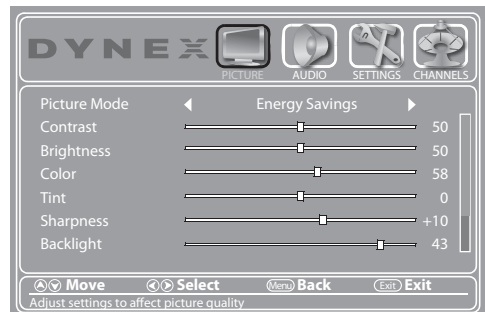 DYNEX
PICTURE AUDIO SETTINGS CHANNELS
Picture Mode Energy Savings
Contrast 50
Brightness 50
Color 58
Tint 0
Sharpness +10
Backlight 43
Move Select Menu Back Exit Exit
Adjust settings to affect picture quality